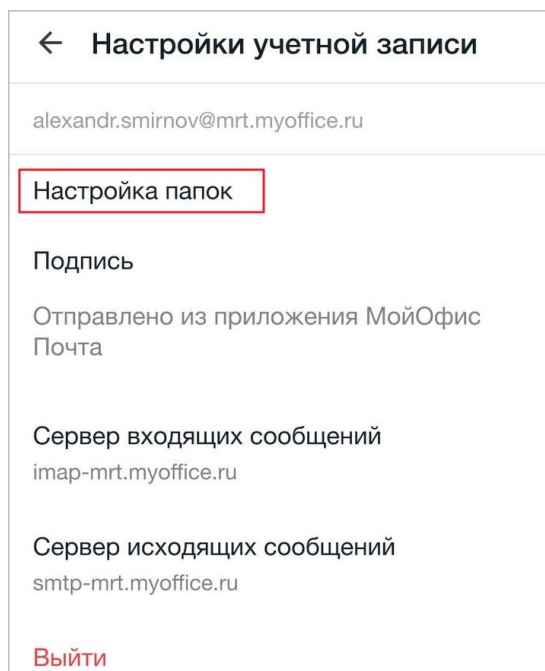 Настройки учетной записи
alexandr.smirnov@mrt.myoffice.ru
Настройка папок
Подпись
Отправлено из приложения МойОфис
Почта
Сервер входящих сообщений
imap-mrt.myoffice.ru
Сервер исходящих сообщений
smtp-mrt.myoffice.ru
Выйти